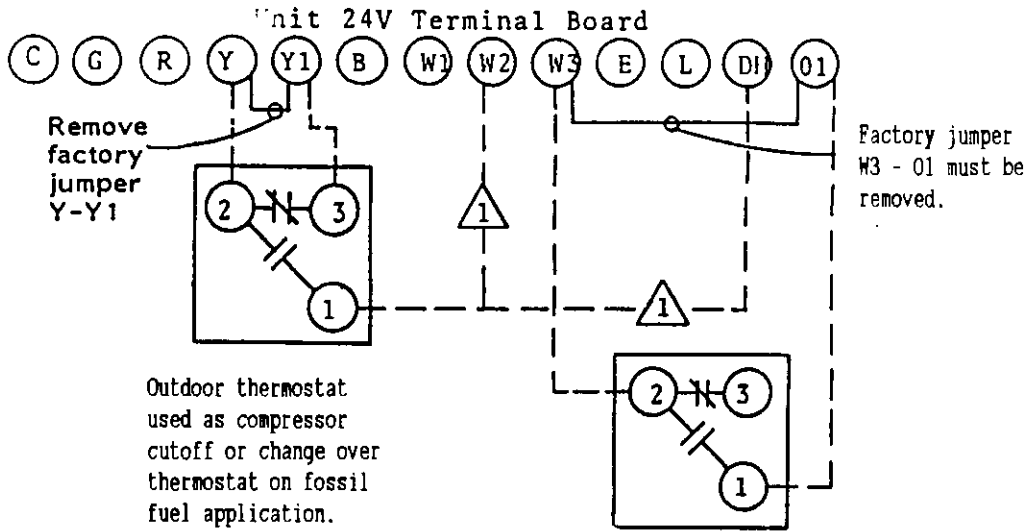 Unit 24V Terminal Board
C G R Y Y1 B W1 W2 W3 E L DH 01
Remove
factory
jumper
Y-Y1
Factory jumper
W3 - 01 must be
removed.
2 3
1
1
1
2 3
1
Outdoor thermostat
used as compressor
cutoff or change over
thermostat on fossil
fuel application.